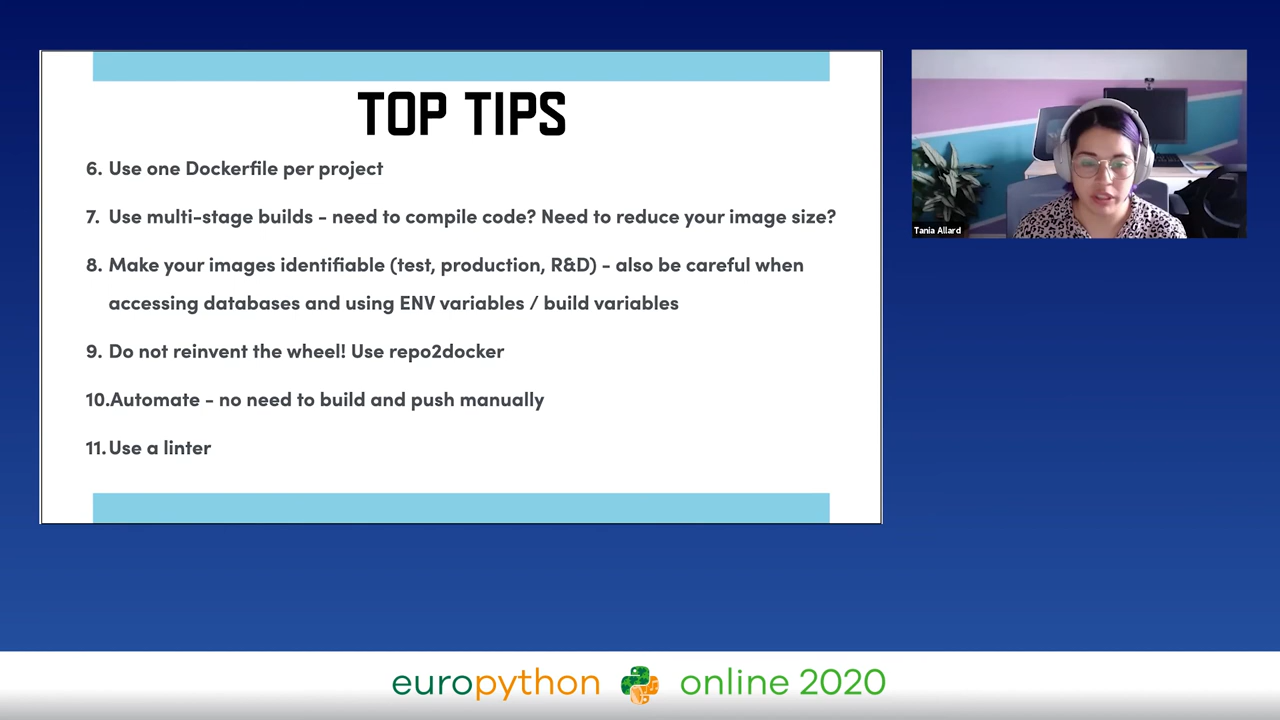 TOP TIPS
6. Use one Dockerfile per project
7. Use multi-stage builds - need to compile code? Need to reduce your image size?
8. Make your images identifiable (test, production, R&D) - also be careful when
accessing databases and using ENV variables / build variables
9. Do not reinvent the wheel! Use repo2docker
10.Automate - no need to build and push manually
11. Use a linter
Tania Allard
europython online 2020